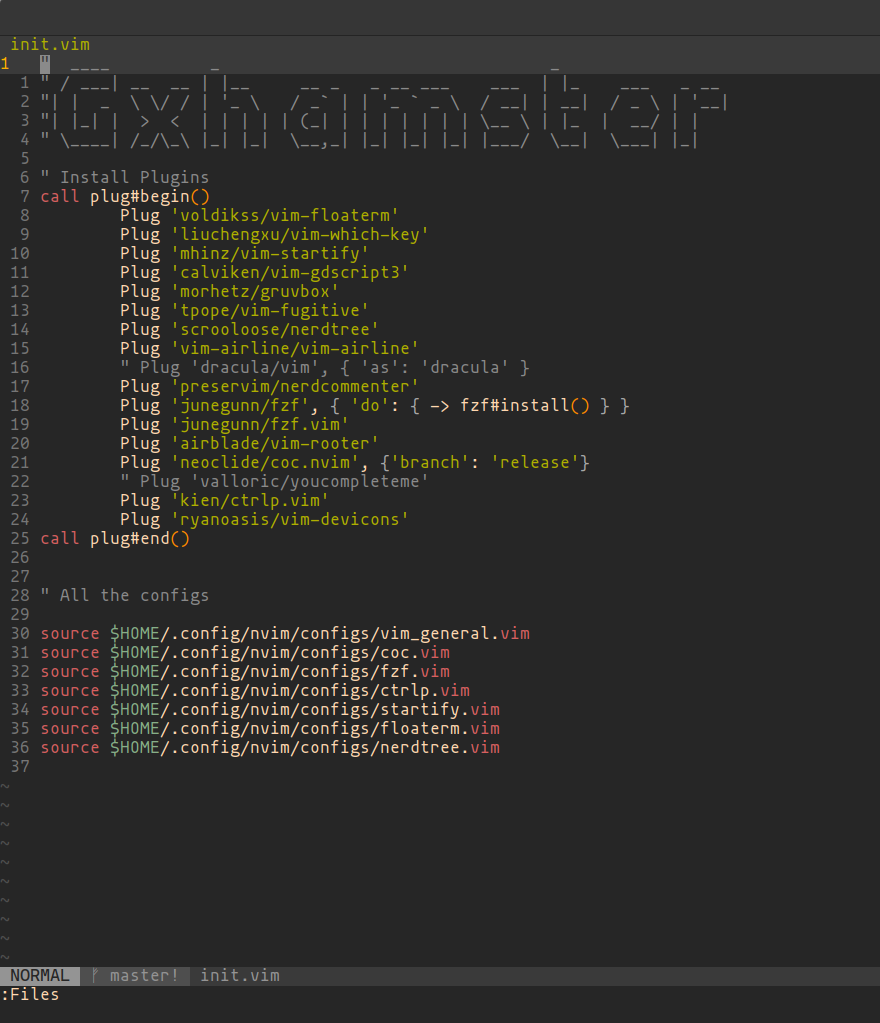 init.vim
1 "  ____          _                                 _
  1 " / ___| __  __ | |__     __ _   _ __ ___    ___  | |_    ___   _ __
  2 "| |  _  \ \/ / | '_ \   / _` | | '_ ` _ \  / __| | __|  / _ \ | '__|
  3 "| |_| |  >  <  | | | | | (_| | | | | | | | \__ \ | |_  |  __/ | |
  4 " \____| /_/\_\ |_| |_|  \__,_| |_| |_| |_| |___/  \__|  \___| |_|
  5
  6 " Install Plugins
  7 call plug#begin()
  8         Plug 'voldikss/vim-floaterm'
  9         Plug 'liuchengxu/vim-which-key'
 10         Plug 'mhinz/vim-startify'
 11         Plug 'calviken/vim-gdscript3'
 12         Plug 'morhetz/gruvbox'
 13         Plug 'tpope/vim-fugitive'
 14         Plug 'scrooloose/nerdtree'
 15         Plug 'vim-airline/vim-airline'
 16         " Plug 'dracula/vim', { 'as': 'dracula' }
 17         Plug 'preservim/nerdcommenter'
 18         Plug 'junegunn/fzf', { 'do': { -> fzf#install() } }
 19         Plug 'junegunn/fzf.vim'
 20         Plug 'airblade/vim-rooter'
 21         Plug 'neoclide/coc.nvim', {'branch': 'release'}
 22         " Plug 'valloric/youcompleteme'
 23         Plug 'kien/ctrlp.vim'
 24         Plug 'ryanoasis/vim-devicons'
 25 call plug#end()
 26
 27
 28 " All the configs
 29
 30 source $HOME/.config/nvim/configs/vim_general.vim
 31 source $HOME/.config/nvim/configs/coc.vim
 32 source $HOME/.config/nvim/configs/fzf.vim
 33 source $HOME/.config/nvim/configs/ctrlp.vim
 34 source $HOME/.config/nvim/configs/startify.vim
 35 source $HOME/.config/nvim/configs/floaterm.vim
 36 source $HOME/.config/nvim/configs/nerdtree.vim
 37
~
~
~
~
~
~
~
~
~
~
NORMAL master! init.vim
:Files